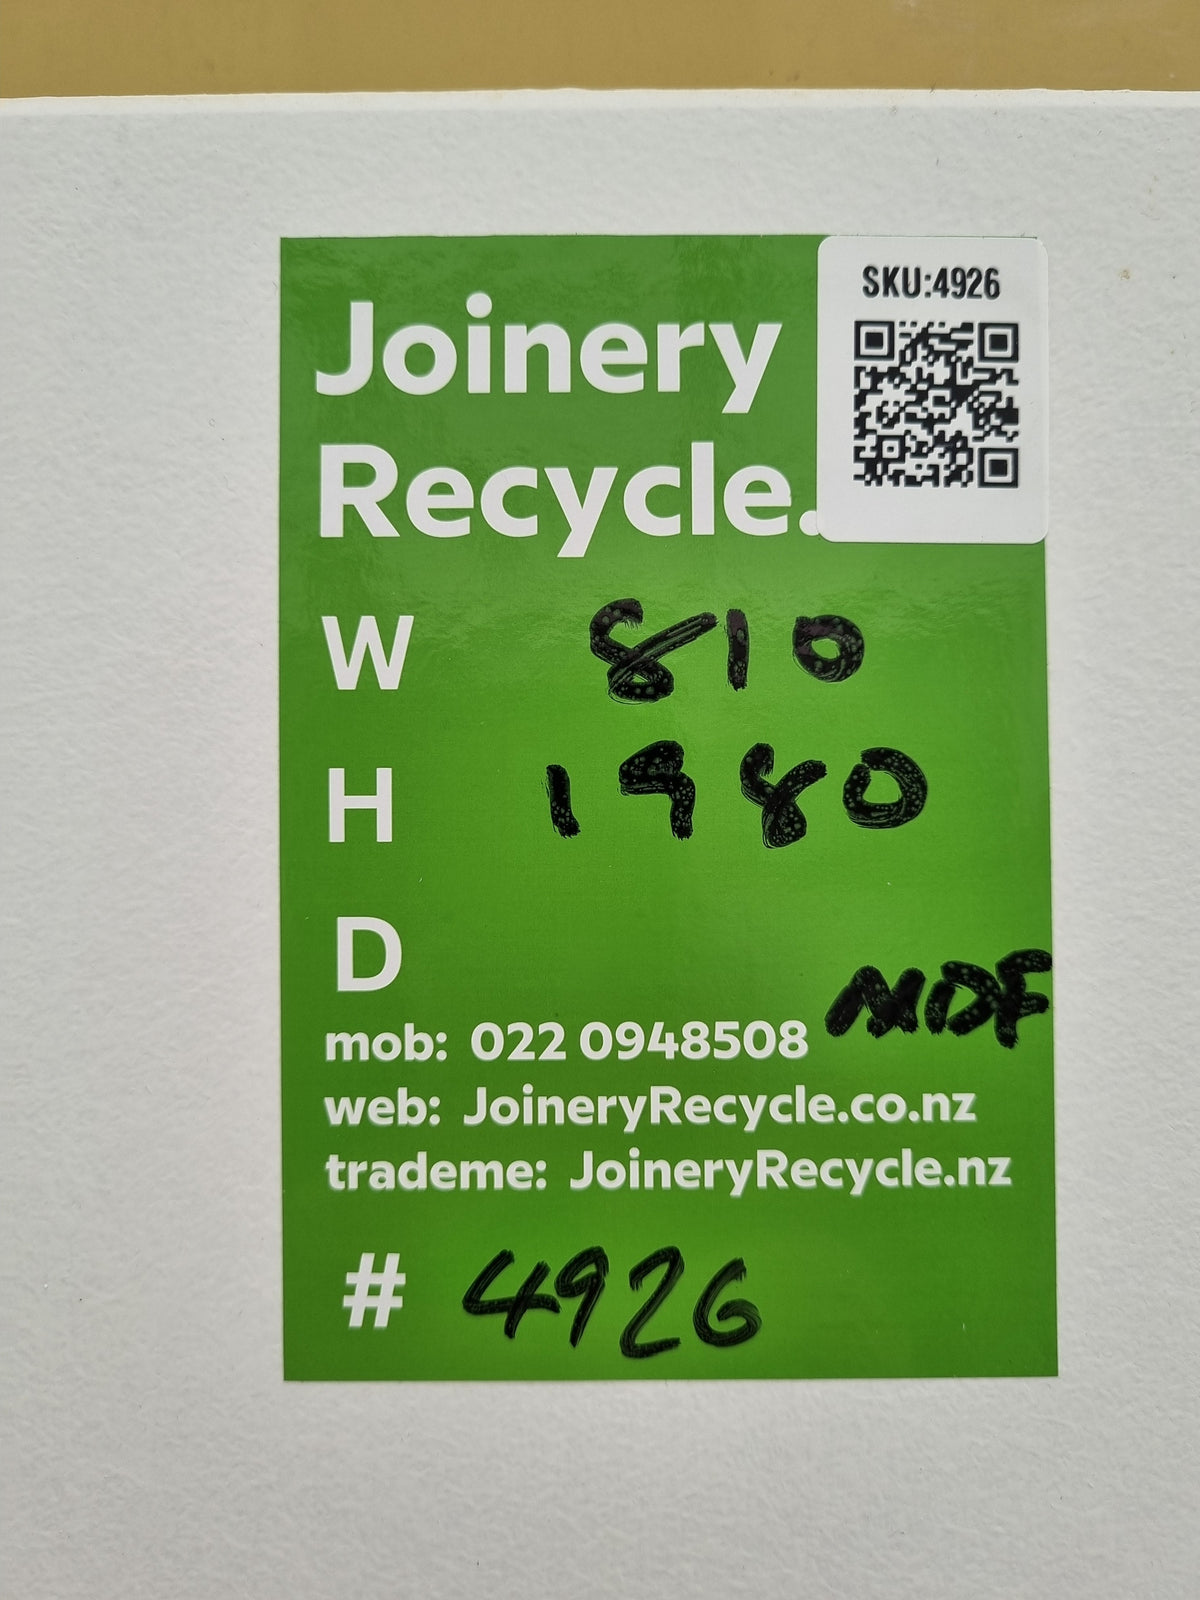 SKU:4926
Joinery
Recycle.
W 810
H 1980
D MDF
mob: 022 0948508
web: JoineryRecycle.co.nz
trademe: JoineryRecycle.nz
# 4926